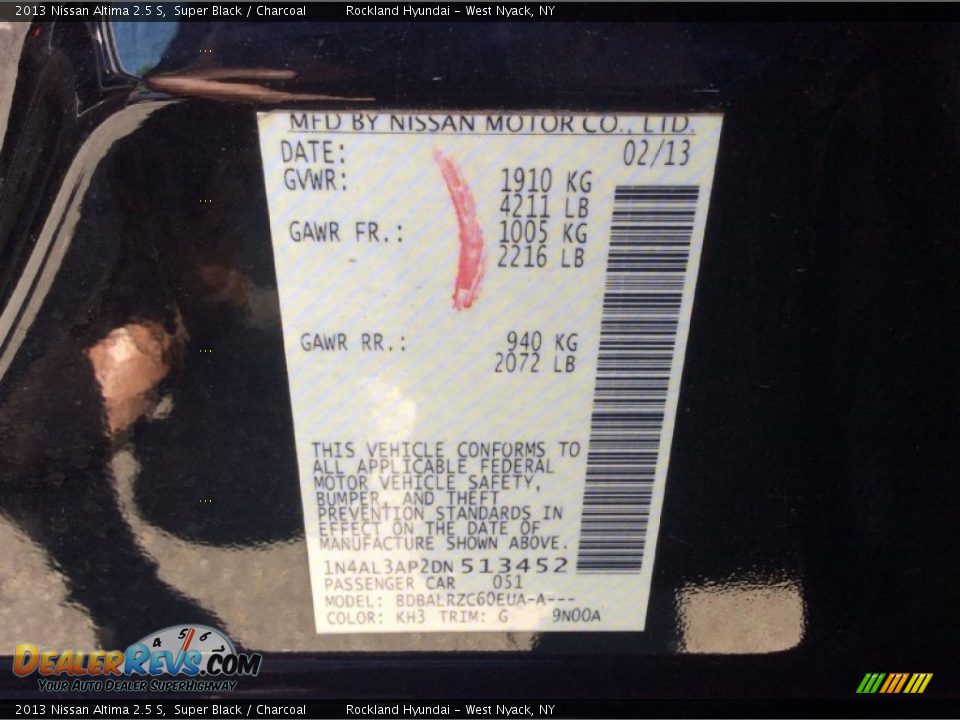 2013 Nissan Altima 2.5 S, Super Black / Charcoal Rockland Hyundai - West Nyack, NY
MFD BY NISSAN MOTOR CO., LTD.
DATE: 02/13
GVWR: 1910 KG
4211 LB
GAWR FR.: 1005 KG
2216 LB
GAWR RR.: 940 KG
2072 LB
THIS VEHICLE CONFORMS TO
ALL APPLICABLE FEDERAL
MOTOR VEHICLE SAFETY,
BUMPER, AND THEFT
PREVENTION STANDARDS IN
EFFECT ON THE DATE OF
MANUFACTURE SHOWN ABOVE.
1N4AL3AP2DN513452
PASSENGER CAR 051
MODEL: BDBALRZC60EUA-A---
COLOR: KH3 TRIM: G 9N00A
4 5 6
DEALERREVS.COM
YOUR AUTO DEALER SUPERHIGHWAY
2013 Nissan Altima 2.5 S, Super Black / Charcoal Rockland Hyundai - West Nyack, NY